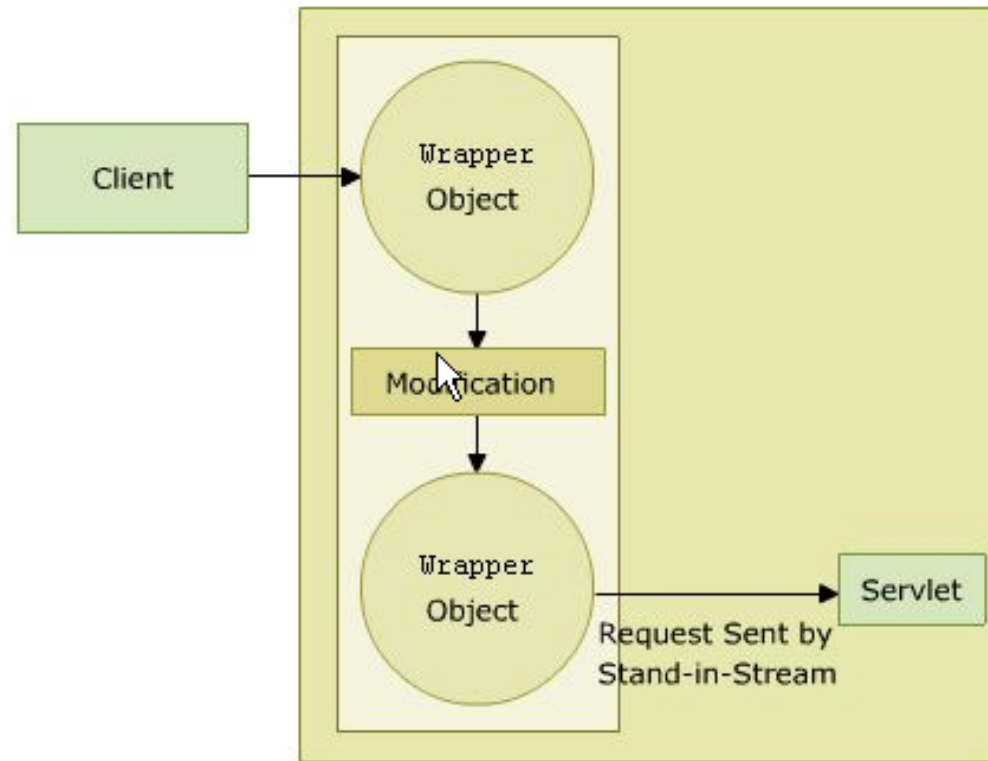 Client
Wrapper
Object
Modification
Wrapper
Object
Servlet
Request Sent by
Stand-in-Stream